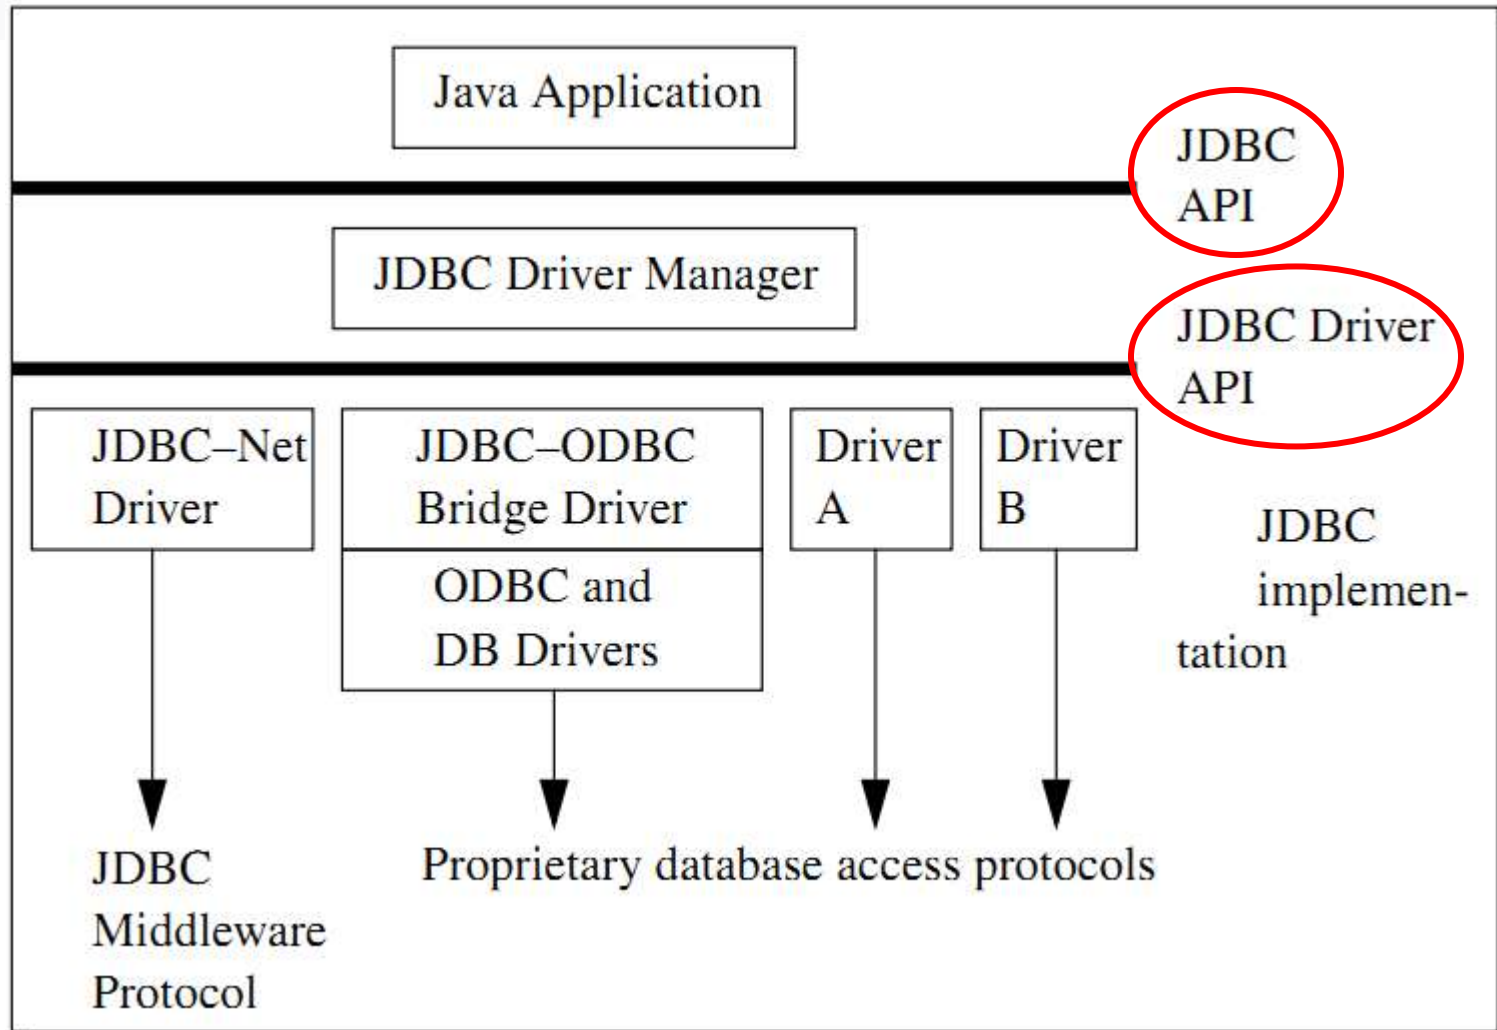 Java Application
JDBC
API
JDBC Driver Manager
JDBC Driver
API
JDBC–Net
Driver
JDBC–ODBC
Bridge Driver
ODBC and
DB Drivers
Driver
A
Driver
B
JDBC
implemen-
tation
JDBC
Middleware
Protocol
Proprietary database access protocols